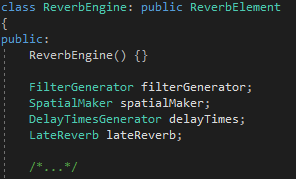 class ReverbEngine: public ReverbElement
{
public:
ReverbEngine() {}
FilterGenerator filterGenerator;
SpatialMaker spatialMaker;
DelayTimesGenerator delayTimes;
LateReverb lateReverb;
/*...*/